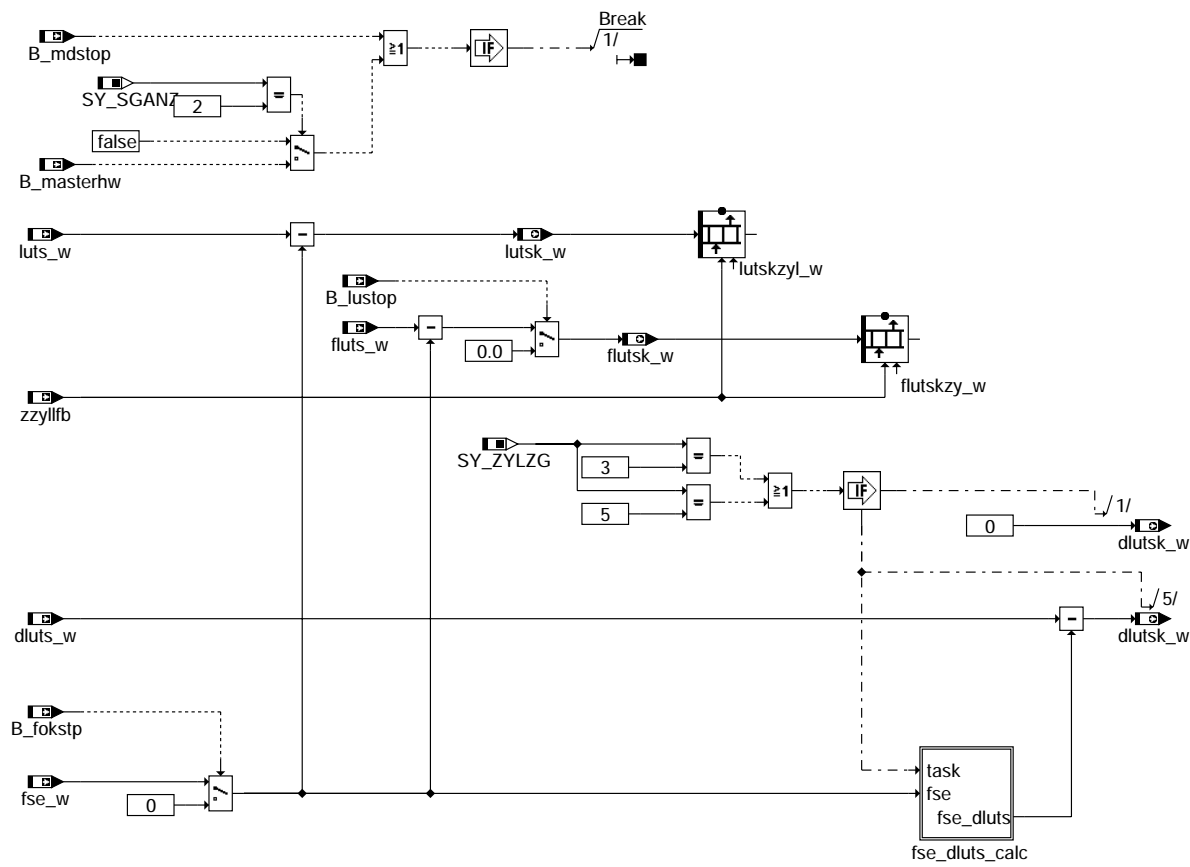 Break
1/
B_mdstop
≥1
IF
SY_SGANZ
2
=
false
B_masterhw
luts_w
-
lutsk_w
lutskzyl_w
B_lustop
fluts_w
-
0.0
flutsk_w
flutskzy_w
zzyllfb
SY_ZYLZG
3
=
≥1
IF
5
=
1/
0
dlutsk_w
5/
dluts_w
-
dlutsk_w
B_fokstp
fse_w
0
task
fse
fse_dluts
fse_dluts_calc